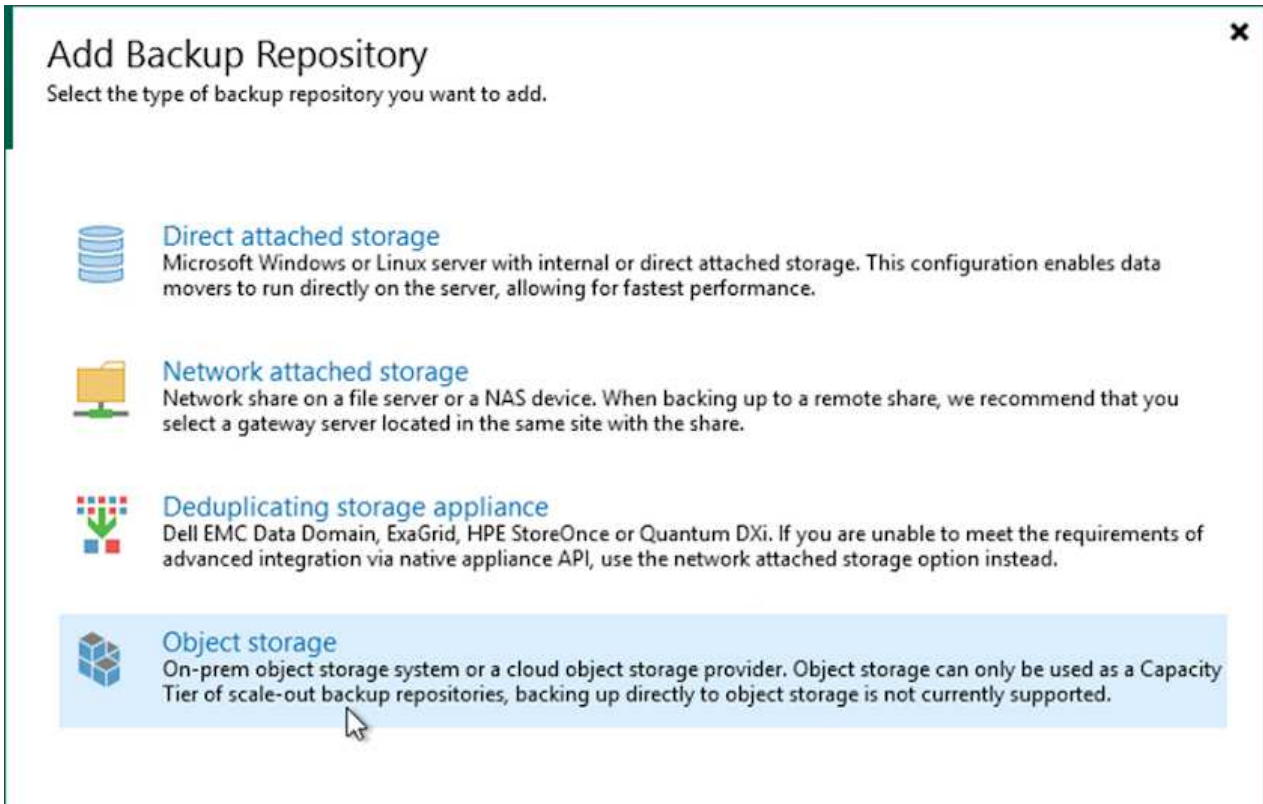 Add Backup Repository
Select the type of backup repository you want to add.
Direct attached storage
Microsoft Windows or Linux server with internal or direct attached storage. This configuration enables data
movers to run directly on the server, allowing for fastest performance.
Network attached storage
Network share on a file server or a NAS device. When backing up to a remote share, we recommend that you
select a gateway server located in the same site with the share.
Deduplicating storage appliance
Dell EMC Data Domain, ExaGrid, HPE StoreOnce or Quantum DXi. If you are unable to meet the requirements of
advanced integration via native appliance API, use the network attached storage option instead.
Object storage
On-prem object storage system or a cloud object storage provider. Object storage can only be used as a Capacity
Tier of scale-out backup repositories, backing up directly to object storage is not currently supported.